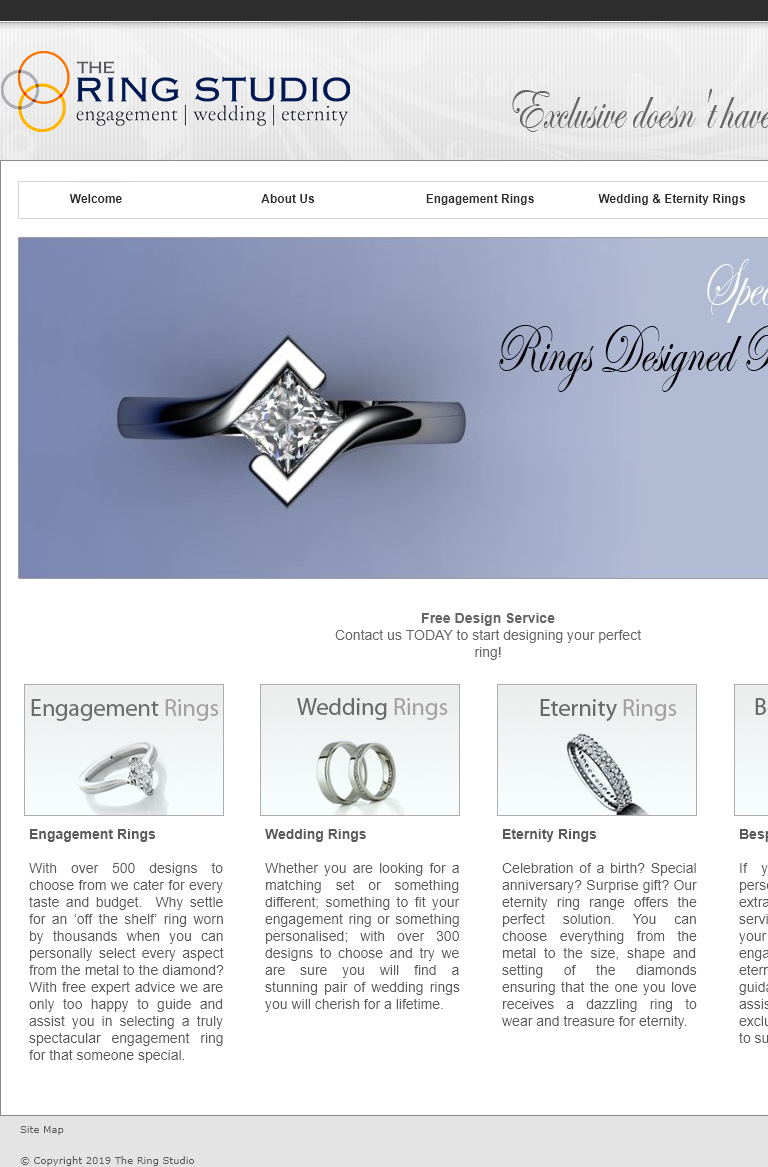 THE
RING STUDIO
engagement | wedding | eternity
Exclusive doesn't have
Welcome
About Us
Engagement Rings
Wedding & Eternity Rings
Rings Designed
Free Design Service
Contact us TODAY to start designing your perfect
ring!
Engagement Rings
Engagement Rings
With over 500 designs to
choose from we cater for every
taste and budget. Why settle
for an ‘off the shelf’ ring worn
by thousands when you can
personally select every aspect
from the metal to the diamond?
With free expert advice we are
only too happy to guide and
assist you in selecting a truly
spectacular engagement ring
for that someone special.
Wedding Rings
Wedding Rings
Whether you are looking for a
matching set or something
different; something to fit your
engagement ring or something
personalised; with over 300
designs to choose and try we
are sure you will find a
stunning pair of wedding rings
you will cherish for a lifetime.
Eternity Rings
Eternity Rings
Celebration of a birth? Special
anniversary? Surprise gift? Our
eternity ring range offers the
perfect solution. You can
choose everything from the
metal to the size, shape and
setting of the diamonds
ensuring that the one you love
receives a dazzling ring to
wear and treasure for eternity.
B
Besp
If y
perso
extra
servi
your
enga
etern
guida
assis
exclu
to su
Site Map
© Copyright 2019 The Ring Studio